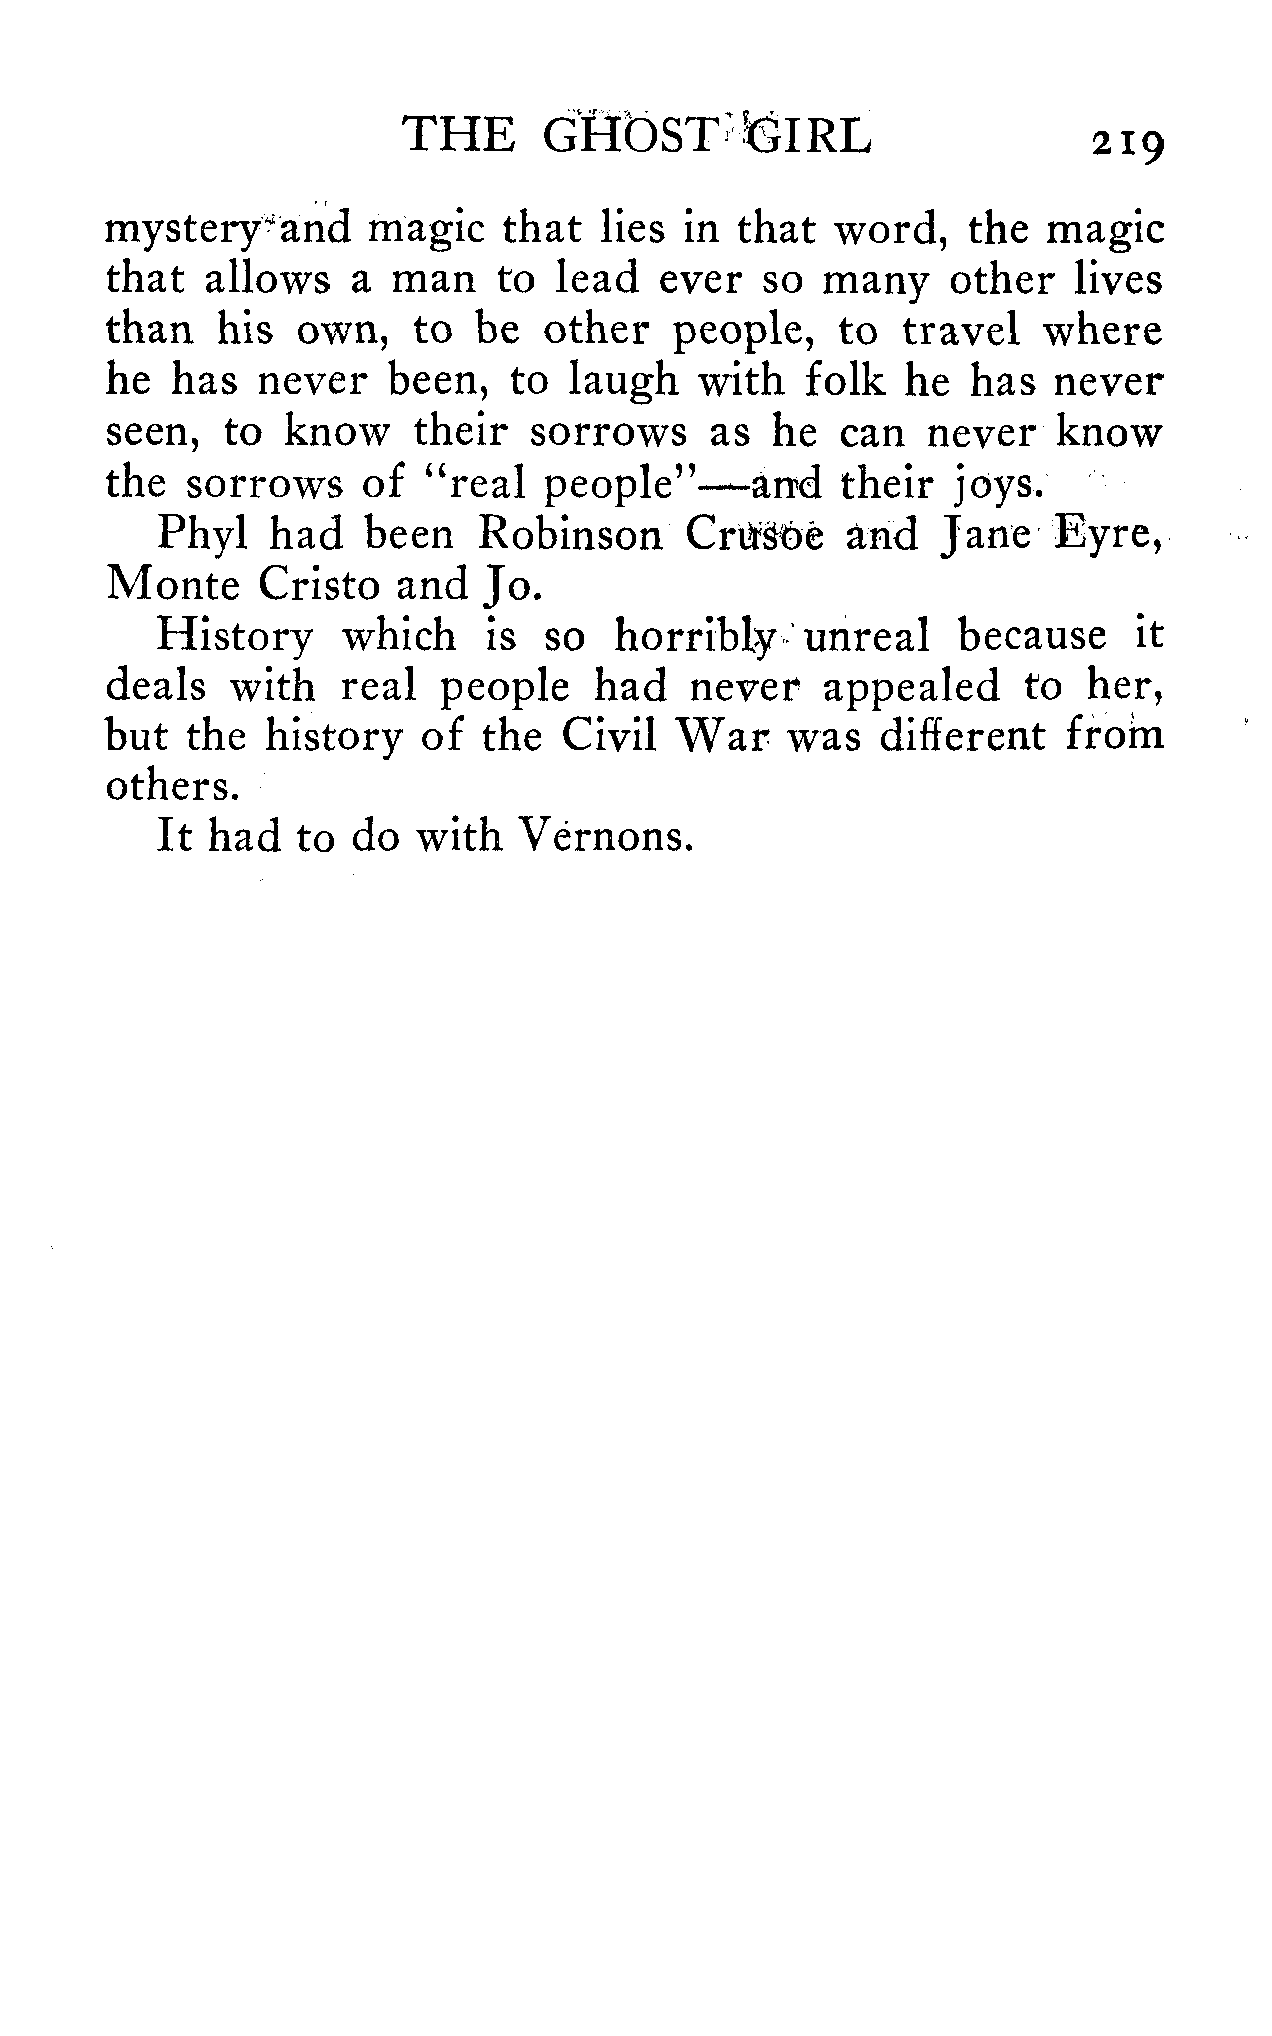 THE GHOST GIRL 219
mystery and magic that lies in that word, the magic
that allows a man to lead ever so many other lives
than his own, to be other people, to travel where
he has never been, to laugh with folk he has never
seen, to know their sorrows as he can never know
the sorrows of “real people”—and their joys.
Phyl had been Robinson Crusoe and Jane Eyre,
Monte Cristo and Jo.
History which is so horribly unreal because it
deals with real people had never appealed to her,
but the history of the Civil War was different from
others.
It had to do with Vernons.